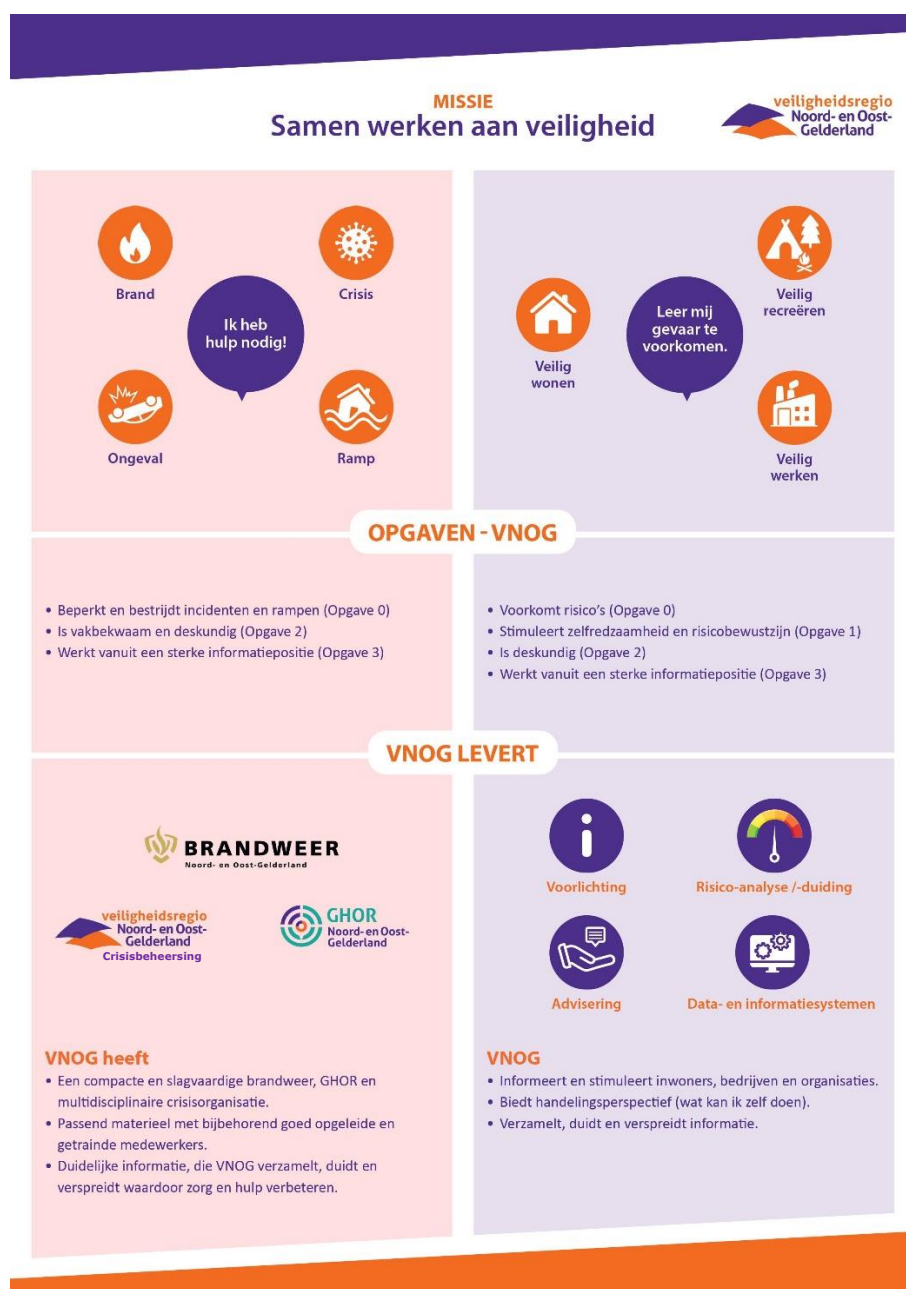 MISSIE
Samen werken aan veiligheid
veiligheidsregio
Noord- en Oost-
Gelderland
Brand
Crisis
Ik heb
hulp nodig!
Ongeval
Ramp
Veilig
recreëren
Leer mij
gevaar te
voorkomen.
Veilig
wonen
Veilig
werken
OPGAVEN - VNOG
• Beperkt en bestrijdt incidenten en rampen (Opgave 0)
• Is vakbekwaam en deskundig (Opgave 2)
• Werkt vanuit een sterke informatiepositie (Opgave 3)
• Voorkomt risico's (Opgave 0)
• Stimuleert zelfredzaamheid en risicobewustzijn (Opgave 1)
• Is deskundig (Opgave 2)
• Werkt vanuit een sterke informatiepositie (Opgave 3)
VNOG LEVERT
BRANDWEER
Noord- en Oost-Gelderland
veiligheidsregio
Noord- en Oost-
Gelderland
Crisisbeheersing
GHOR
Noord- en Oost-
Gelderland
Voorlichting
Risico-analyse /-duiding
Advisering
Data- en informatiesystemen
VNOG heeft
• Een compacte en slagvaardige brandweer, GHOR en
multidisciplinaire crisisorganisatie.
• Passend materieel met bijbehorend goed opgeleide en
getrainde medewerkers.
• Duidelijke informatie, die VNOG verzamelt, duidt en
verspreidt waardoor zorg en hulp verbeteren.
VNOG
• Informeert en stimuleert inwoners, bedrijven en organisaties.
• Biedt handelingsperspectief (wat kan ik zelf doen).
• Verzamelt, duidt en verspreidt informatie.